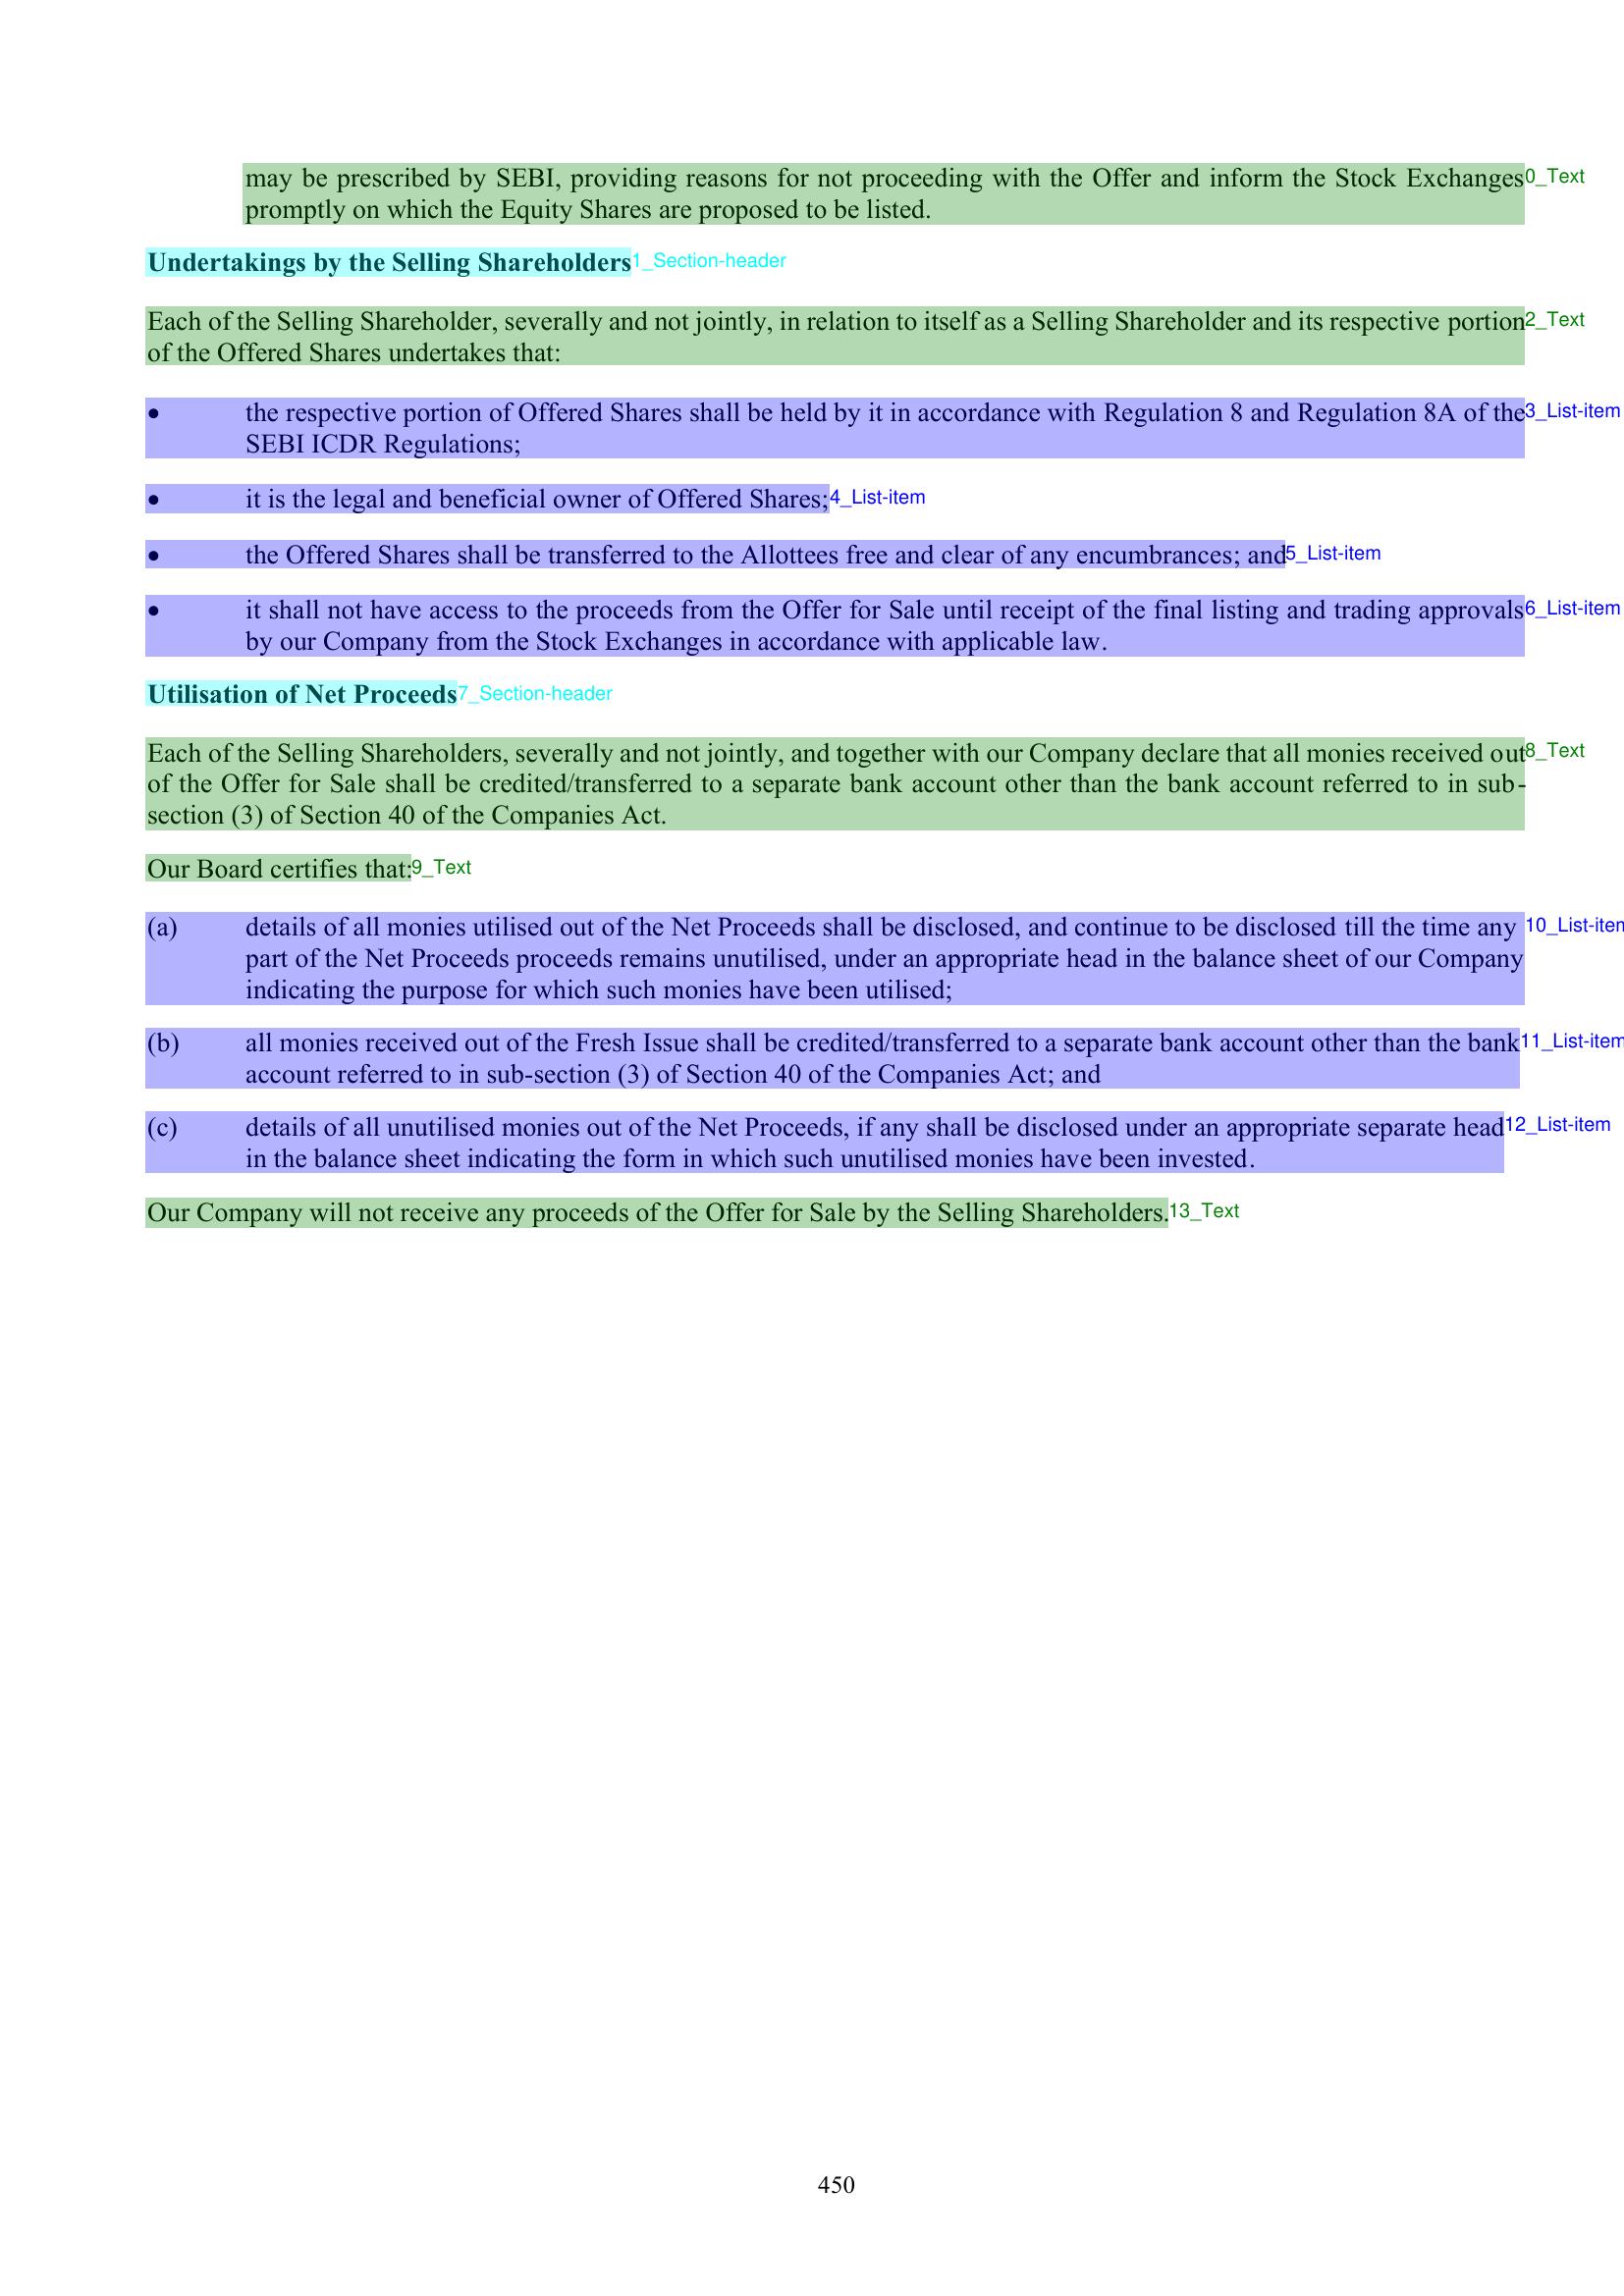 may be prescribed by SEBI, providing reasons for not proceeding with the Offer and inform the Stock Exchanges 0_Text
promptly on which the Equity Shares are proposed to be listed.
Undertakings by the Selling Shareholders 1_Section-header
Each of the Selling Shareholder, severally and not jointly, in relation to itself as a Selling Shareholder and its respective portion 2_Text
of the Offered Shares undertakes that:
• the respective portion of Offered Shares shall be held by it in accordance with Regulation 8 and Regulation 8A of the 3_List-item
SEBI ICDR Regulations;
• it is the legal and beneficial owner of Offered Shares; 4_List-item
• the Offered Shares shall be transferred to the Allottees free and clear of any encumbrances; and 5_List-item
• it shall not have access to the proceeds from the Offer for Sale until receipt of the final listing and trading approvals 6_List-item
by our Company from the Stock Exchanges in accordance with applicable law.
Utilisation of Net Proceeds 7_Section-header
Each of the Selling Shareholders, severally and not jointly, and together with our Company declare that all monies received out 8_Text
of the Offer for Sale shall be credited/transferred to a separate bank account other than the bank account referred to in sub-
section (3) of Section 40 of the Companies Act.
Our Board certifies that: 9_Text
(a) details of all monies utilised out of the Net Proceeds shall be disclosed, and continue to be disclosed till the time any 10_List-item
part of the Net Proceeds proceeds remains unutilised, under an appropriate head in the balance sheet of our Company
indicating the purpose for which such monies have been utilised;
(b) all monies received out of the Fresh Issue shall be credited/transferred to a separate bank account other than the bank 11_List-item
account referred to in sub-section (3) of Section 40 of the Companies Act; and
(c) details of all unutilised monies out of the Net Proceeds, if any shall be disclosed under an appropriate separate head 12_List-item
in the balance sheet indicating the form in which such unutilised monies have been invested.
Our Company will not receive any proceeds of the Offer for Sale by the Selling Shareholders. 13_Text
450